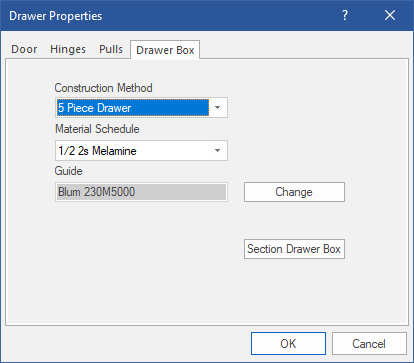 Drawer Properties ?
Door Hinges Pulls Drawer Box
Construction Method
5 Piece Drawer
Material Schedule
1/2 2s Melamine
Guide
Blum 230M5000 Change
Section Drawer Box
OK Cancel